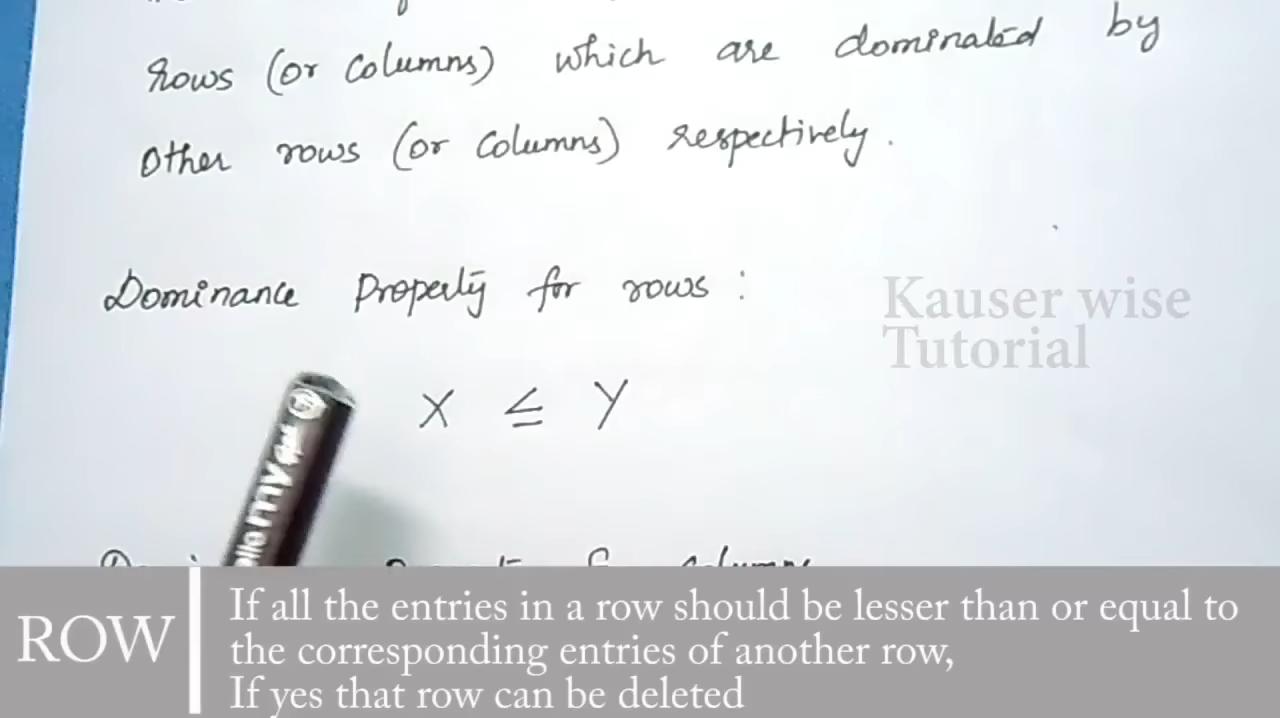 rows (or columns) which are dominated by
other rows (or columns) respectively.
Dominance Property for rows :
Kauser wise
Tutorial
X ≤ Y
ROW
If all the entries in a row should be lesser than or equal to
the corresponding entries of another row,
If yes that row can be deleted